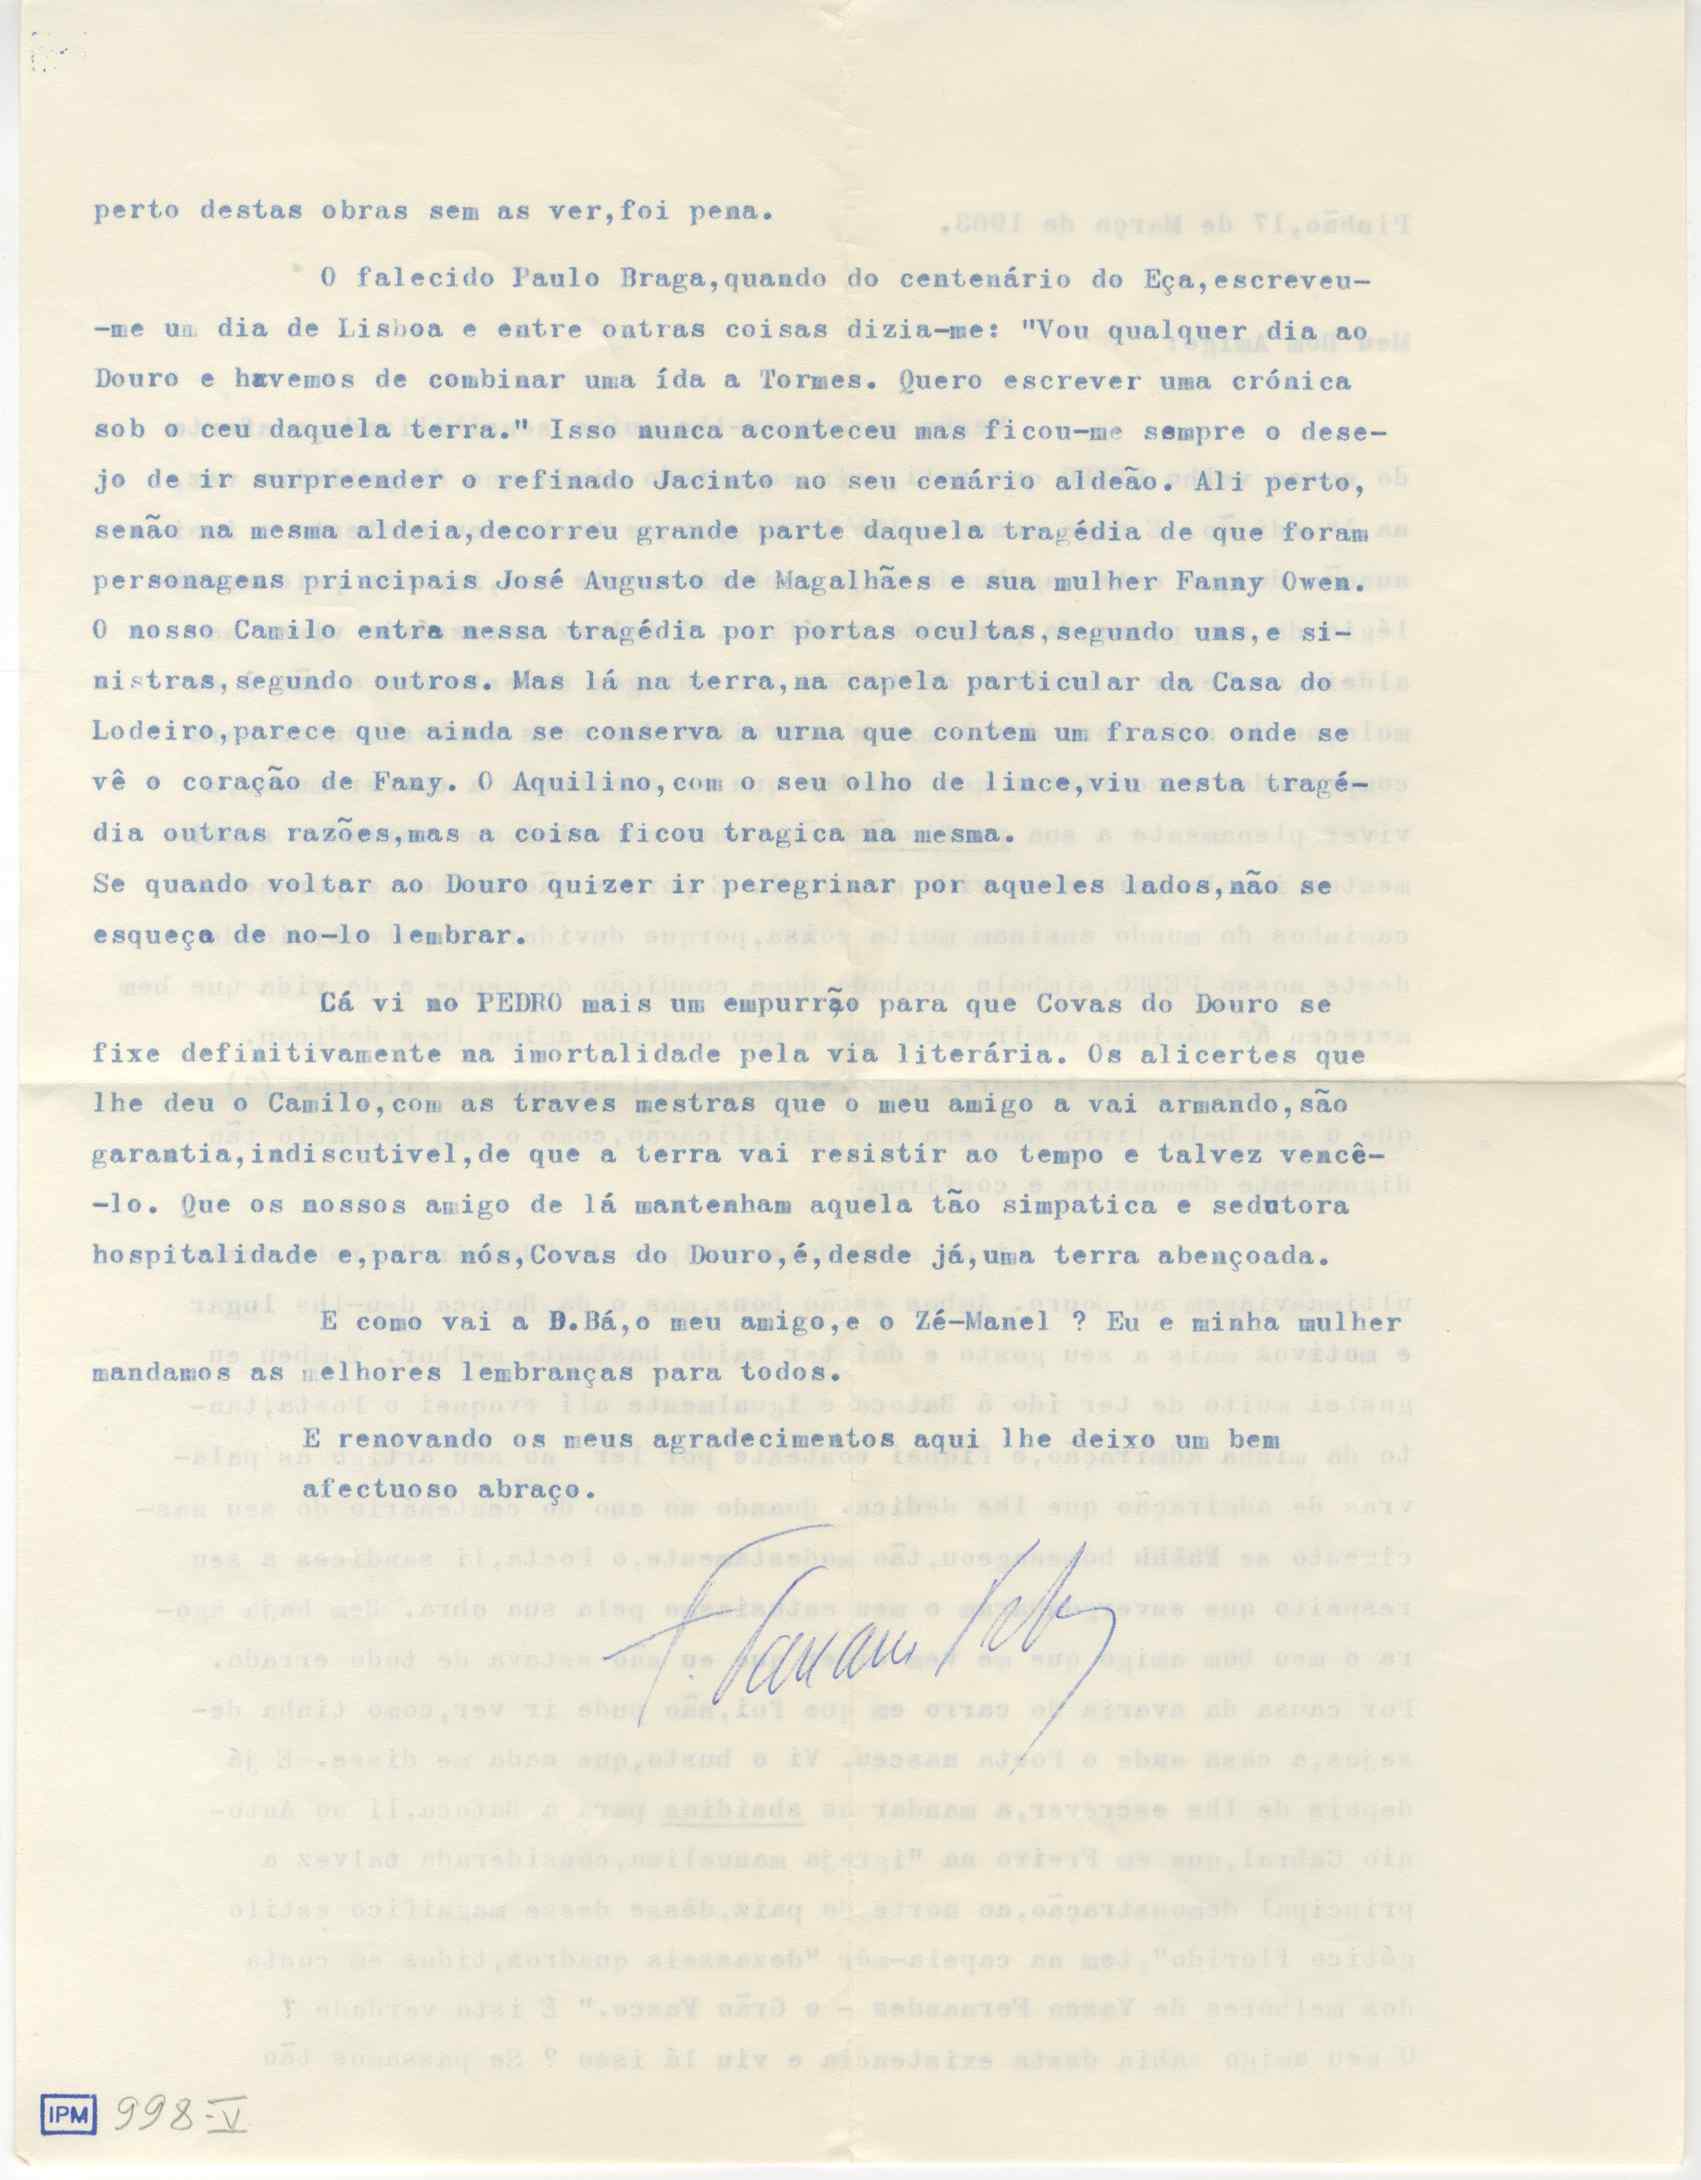 perto destas obras sem as ver,foi pena.
O falecido Paulo Braga,quando do centenário do Eça,escreveu-
-me um dia de Lisboa e entre ontras coisas dizia-me: "Vou qualquer dia ao
Douro e havemos de combinar uma ída a Tormes. Quero escrever uma crónica
sob o ceu daquela terra." Isso nunca aconteceu mas ficou-me sempre o dese-
jo de ir surpreender o refinado Jacinto no seu cenário aldeão. Ali perto,
senão na mesma aldeia,decorreu grande parte daquela tragédia de que foram
personagens principais José Augusto de Magalhães e sua mulher Fanny Owen.
O nosso Camilo entra nessa tragédia por portas ocultas,segundo uns,e si-
nistras,segundo outros. Mas lá na terra,na capela particular da Casa do
Lodeiro,parece que ainda se conserva a urna que contem um frasco onde se
vê o coração de Fany. O Aquilino,com o seu olho de lince,viu nesta tragé-
dia outras razões,mas a coisa ficou tragica na mesma.
Se quando voltar ao Douro quizer ir peregrinar por aqueles lados,não se
esqueça de no-lo lembrar.
Cá vi no PEDRO mais um empurrão para que Covas do Douro se
fixe definitivamente na imortalidade pela via literária. Os alicertes que
lhe deu o Camilo,com as traves mestras que o meu amigo a vai armando,são
garantia,indiscutivel,de que a terra vai resistir ao tempo e talvez vencê-
-lo. Que os nossos amigo de lá mantenham aquela tão simpatica e sedutora
hospitalidade e,para nós,Covas do Douro,é,desde já,uma terra abençoada.
E como vai a D.Bá,o meu amigo,e o Zé-Manel ? Eu e minha mulher
mandamos as melhores lembranças para todos.
E renovando os meus agradecimentos aqui lhe deixo um bem
afectuoso abraço.
IPM 998-V